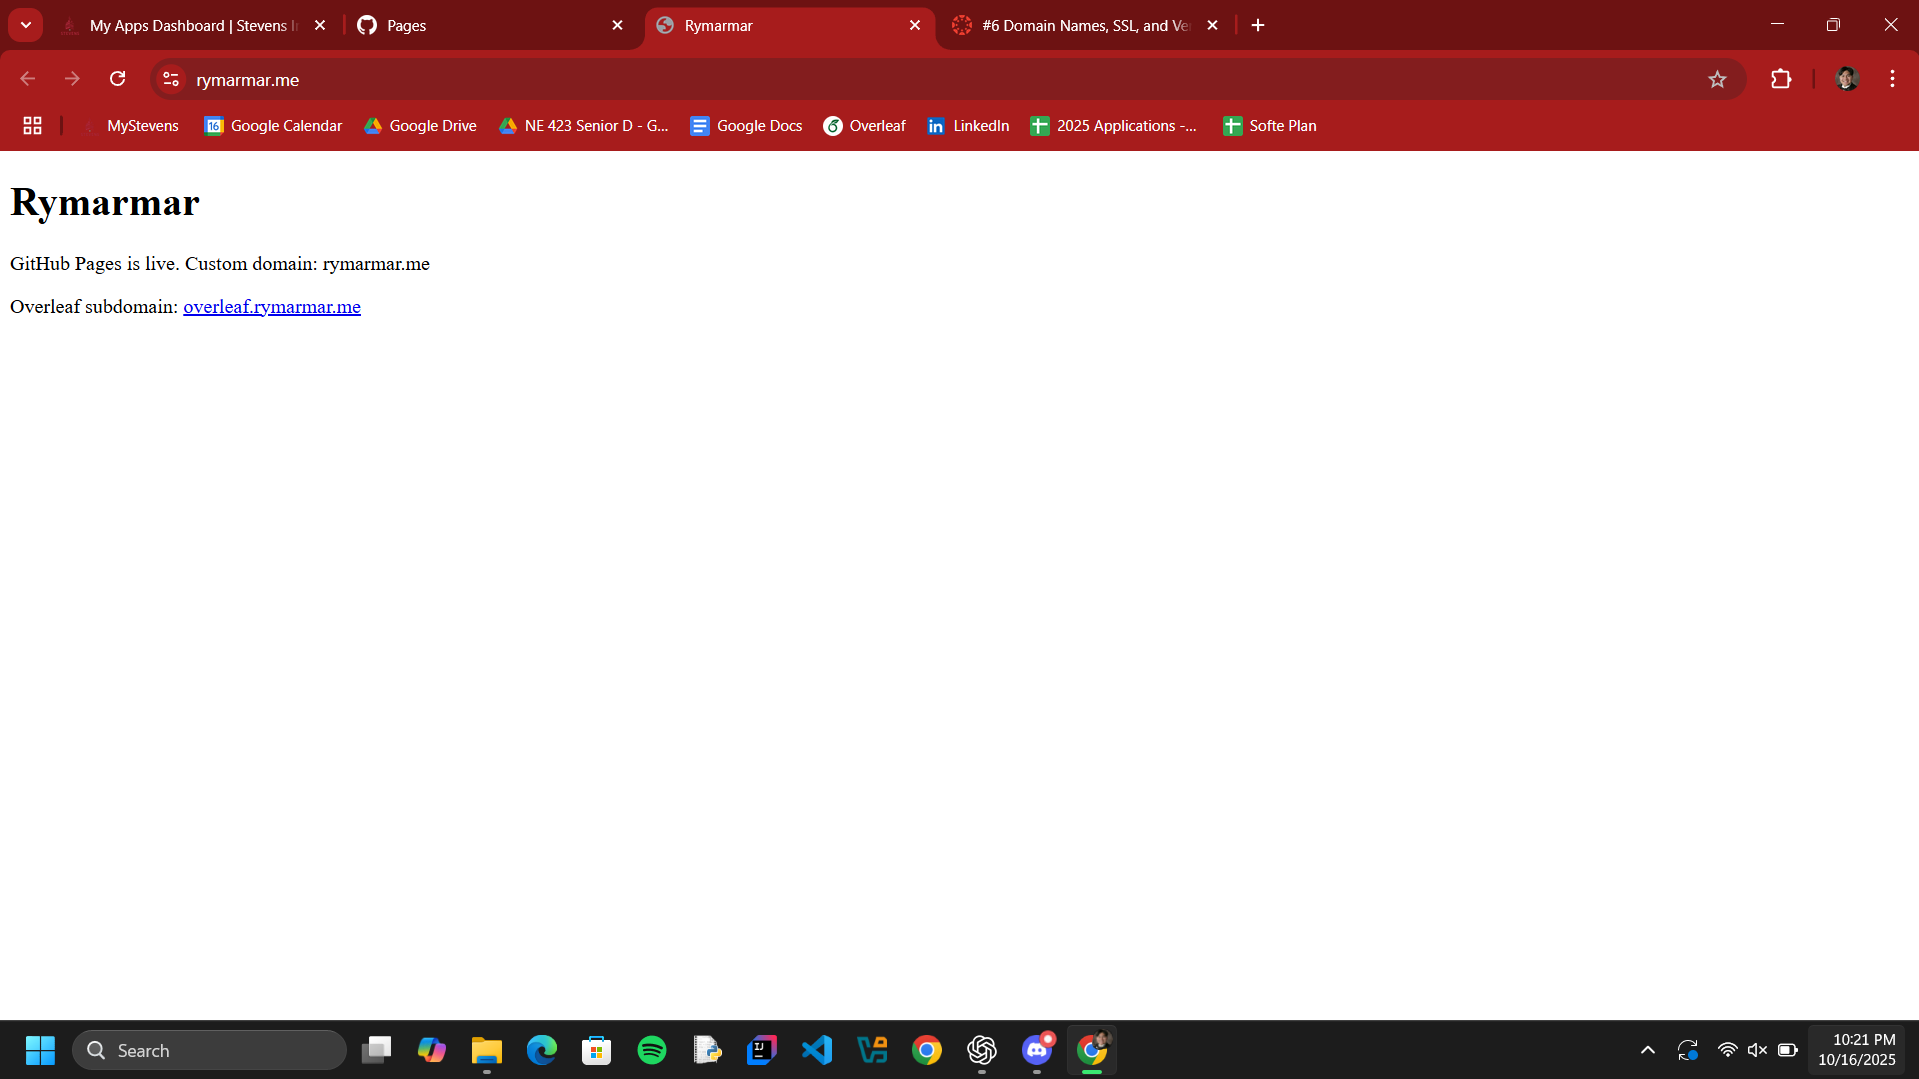 My Apps Dashboard | Stevens In
Pages
Rymarmar
#6 Domain Names, SSL, and Ve
rymarmar.me
MyStevens
16
Google Calendar
Google Drive
NE 423 Senior D - G...
Google Docs
Overleaf
LinkedIn
2025 Applications -...
Softe Plan
Rymarmar
GitHub Pages is live. Custom domain: rymarmar.me
Overleaf subdomain: overleaf.rymarmar.me
Search
10:21 PM
10/16/2025